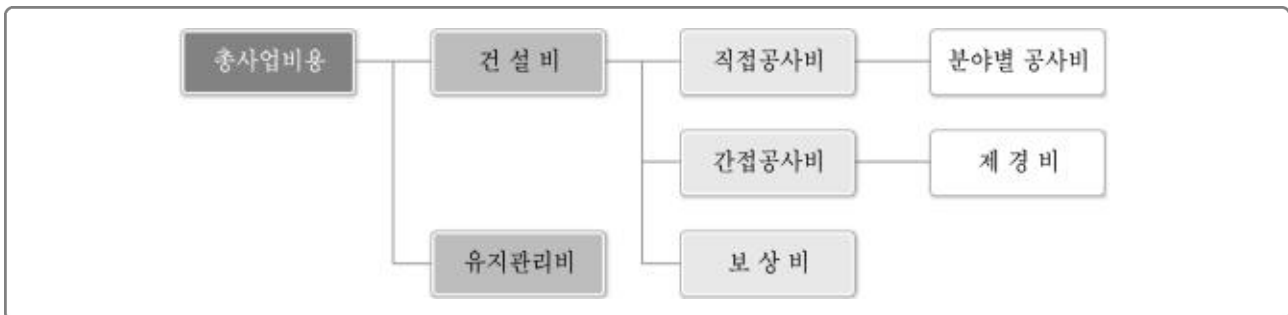 총사업비용 건 설 비 직접공사비 분야별 공사비
간접공사비 제 경 비
유지관리비 보 상 비